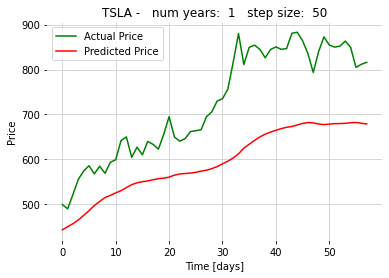 TSLA -   num years:  1   step size:  50
Actual Price
Predicted Price
900
800
700
600
500
Price
0
10
20
30
40
50
Time [days]